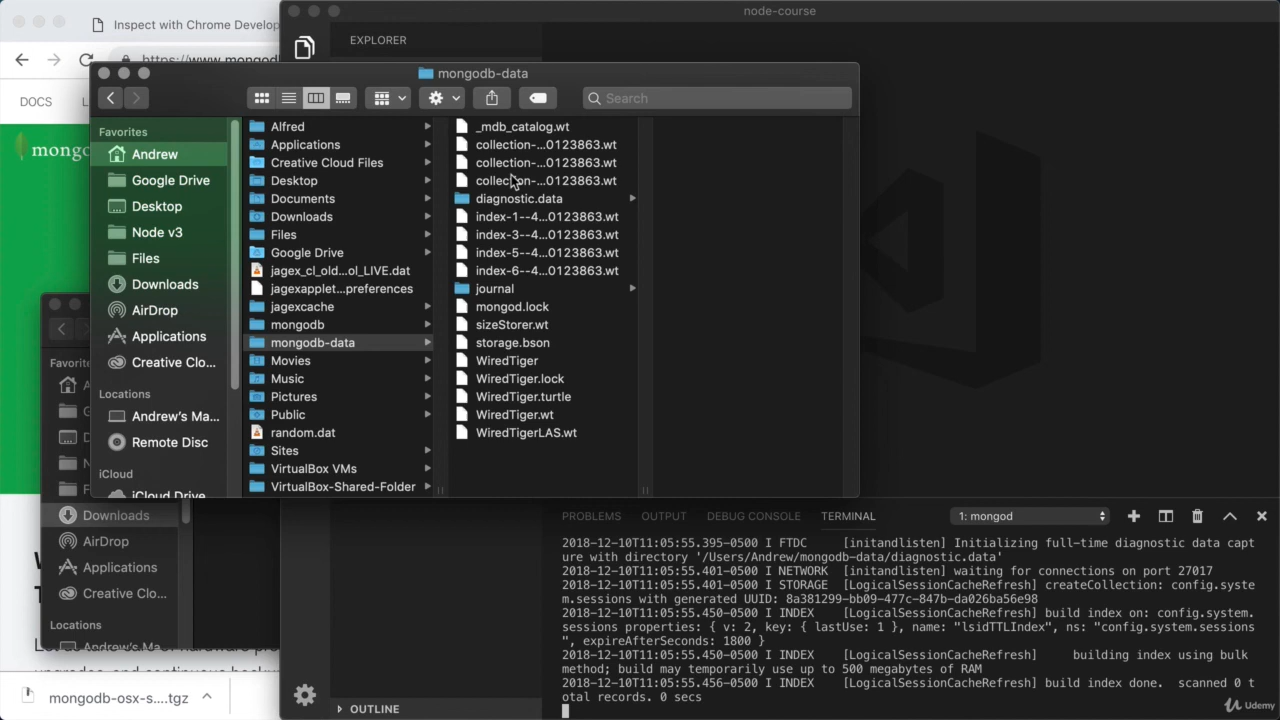 Inspect with Chrome Develop
node-course
https://www.mongod
EXPLORER
DOCS
mongo
mongodb-data
Search
Favorites
Andrew
Google Drive
Desktop
Node v3
Files
Downloads
AirDrop
Applications
Creative Clo...
Locations
Andrew's Ma...
Remote Disc
iCloud
iCloud Drive
Alfred
Applications
Creative Cloud Files
Desktop
Documents
Downloads
Files
Google Drive
jagex_cl_old...ol_LIVE.dat
jagexapplet...preferences
jagexcache
mongodb
mongodb-data
Movies
Music
Pictures
Public
random.dat
Sites
VirtualBox VMs
VirtualBox-Shared-Folder
_mdb_catalog.wt
collection-...0123863.wt
collection-...0123863.wt
collection-...0123863.wt
diagnostic.data
index-1--4...0123863.wt
index-3--4...0123863.wt
index-5--4...0123863.wt
index-6--4...0123863.wt
journal
mongod.lock
sizeStorer.wt
storage.bson
WiredTiger
WiredTiger.lock
WiredTiger.turtle
WiredTiger.wt
WiredTigerLAS.wt
Favorite
Downloads
AirDrop
Applications
Creative Clo...
Locations
Andrew's Ma...
mongodb-osx-s....tgz
OUTLINE
PROBLEMS OUTPUT DEBUG CONSOLE TERMINAL
1: mongod
2018-12-10T11:05:55.395-0500 I FTDC [initandlisten] Initializing full-time diagnostic data capt
ure with directory '/Users/Andrew/mongodb-data/diagnostic.data'
2018-12-10T11:05:55.401-0500 I NETWORK [initandlisten] waiting for connections on port 27017
2018-12-10T11:05:55.401-0500 I STORAGE [LogicalSessionCacheRefresh] createCollection: config.syste
m.sessions with generated UUID: 8a381299-bb09-477c-847b-da026ba56e98
2018-12-10T11:05:55.450-0500 I INDEX [LogicalSessionCacheRefresh] build index on: config.system.
sessions properties: { v: 2, key: { lastUse: 1 }, name: "lsidTTLIndex", ns: "config.system.sessions
", expireAfterSeconds: 1800 }
2018-12-10T11:05:55.450-0500 I INDEX [LogicalSessionCacheRefresh] building index using bulk
method; build may temporarily use up to 500 megabytes of RAM
2018-12-10T11:05:55.456-0500 I INDEX [LogicalSessionCacheRefresh] build index done. scanned 0 t
otal records. 0 secs
Udemy